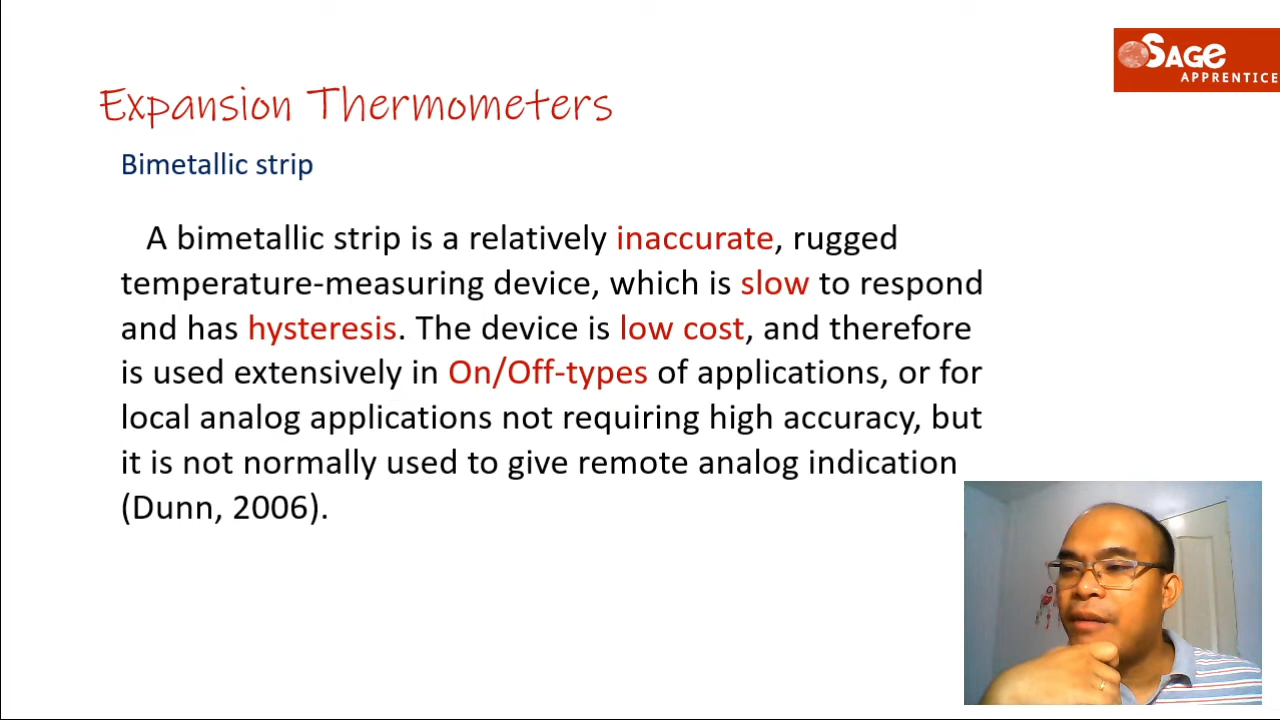 SAGE
APPRENTICE
Expansion Thermometers
Bimetallic strip
A bimetallic strip is a relatively inaccurate, rugged
temperature-measuring device, which is slow to respond
and has hysteresis. The device is low cost, and therefore
is used extensively in On/Off-types of applications, or for
local analog applications not requiring high accuracy, but
it is not normally used to give remote analog indication
(Dunn, 2006).